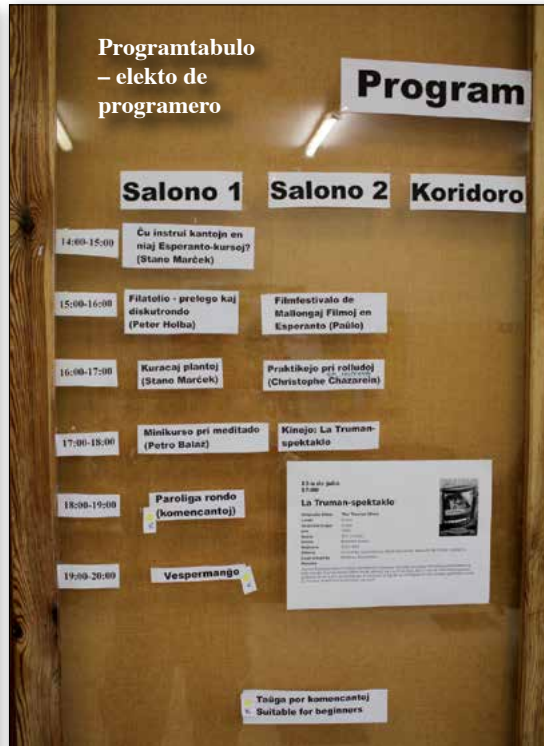 Programtabulo
– elekto de
programero
Program
Salono 1
Salono 2
Koridoro
14:00-15:00
Ĉu instrui kantojn en
niaj Esperanto-kursoj?
(Stano Marĉek)
15:00-16:00
Filatelio - prelego kaj
diskutrondo
(Peter Holba)
Filmfestivalo de
Mallongaj Filmoj en
Esperanto (Paŭlo)
16:00-17:00
Kuracaj plantoj
(Stano Marĉek)
Praktikejo pri rolludoj
(Christophe Chazarein)
17:00-18:00
Minikurso pri meditado
(Petro Balaž)
Kinejo: La Truman-
spektaklo
18:00-19:00
Paroliga rondo
(komencantoj)
17:00
La Truman-spektaklo
19:00-20:00
Vespermanĝo
Taŭga por komencantoj
Suitable for beginners